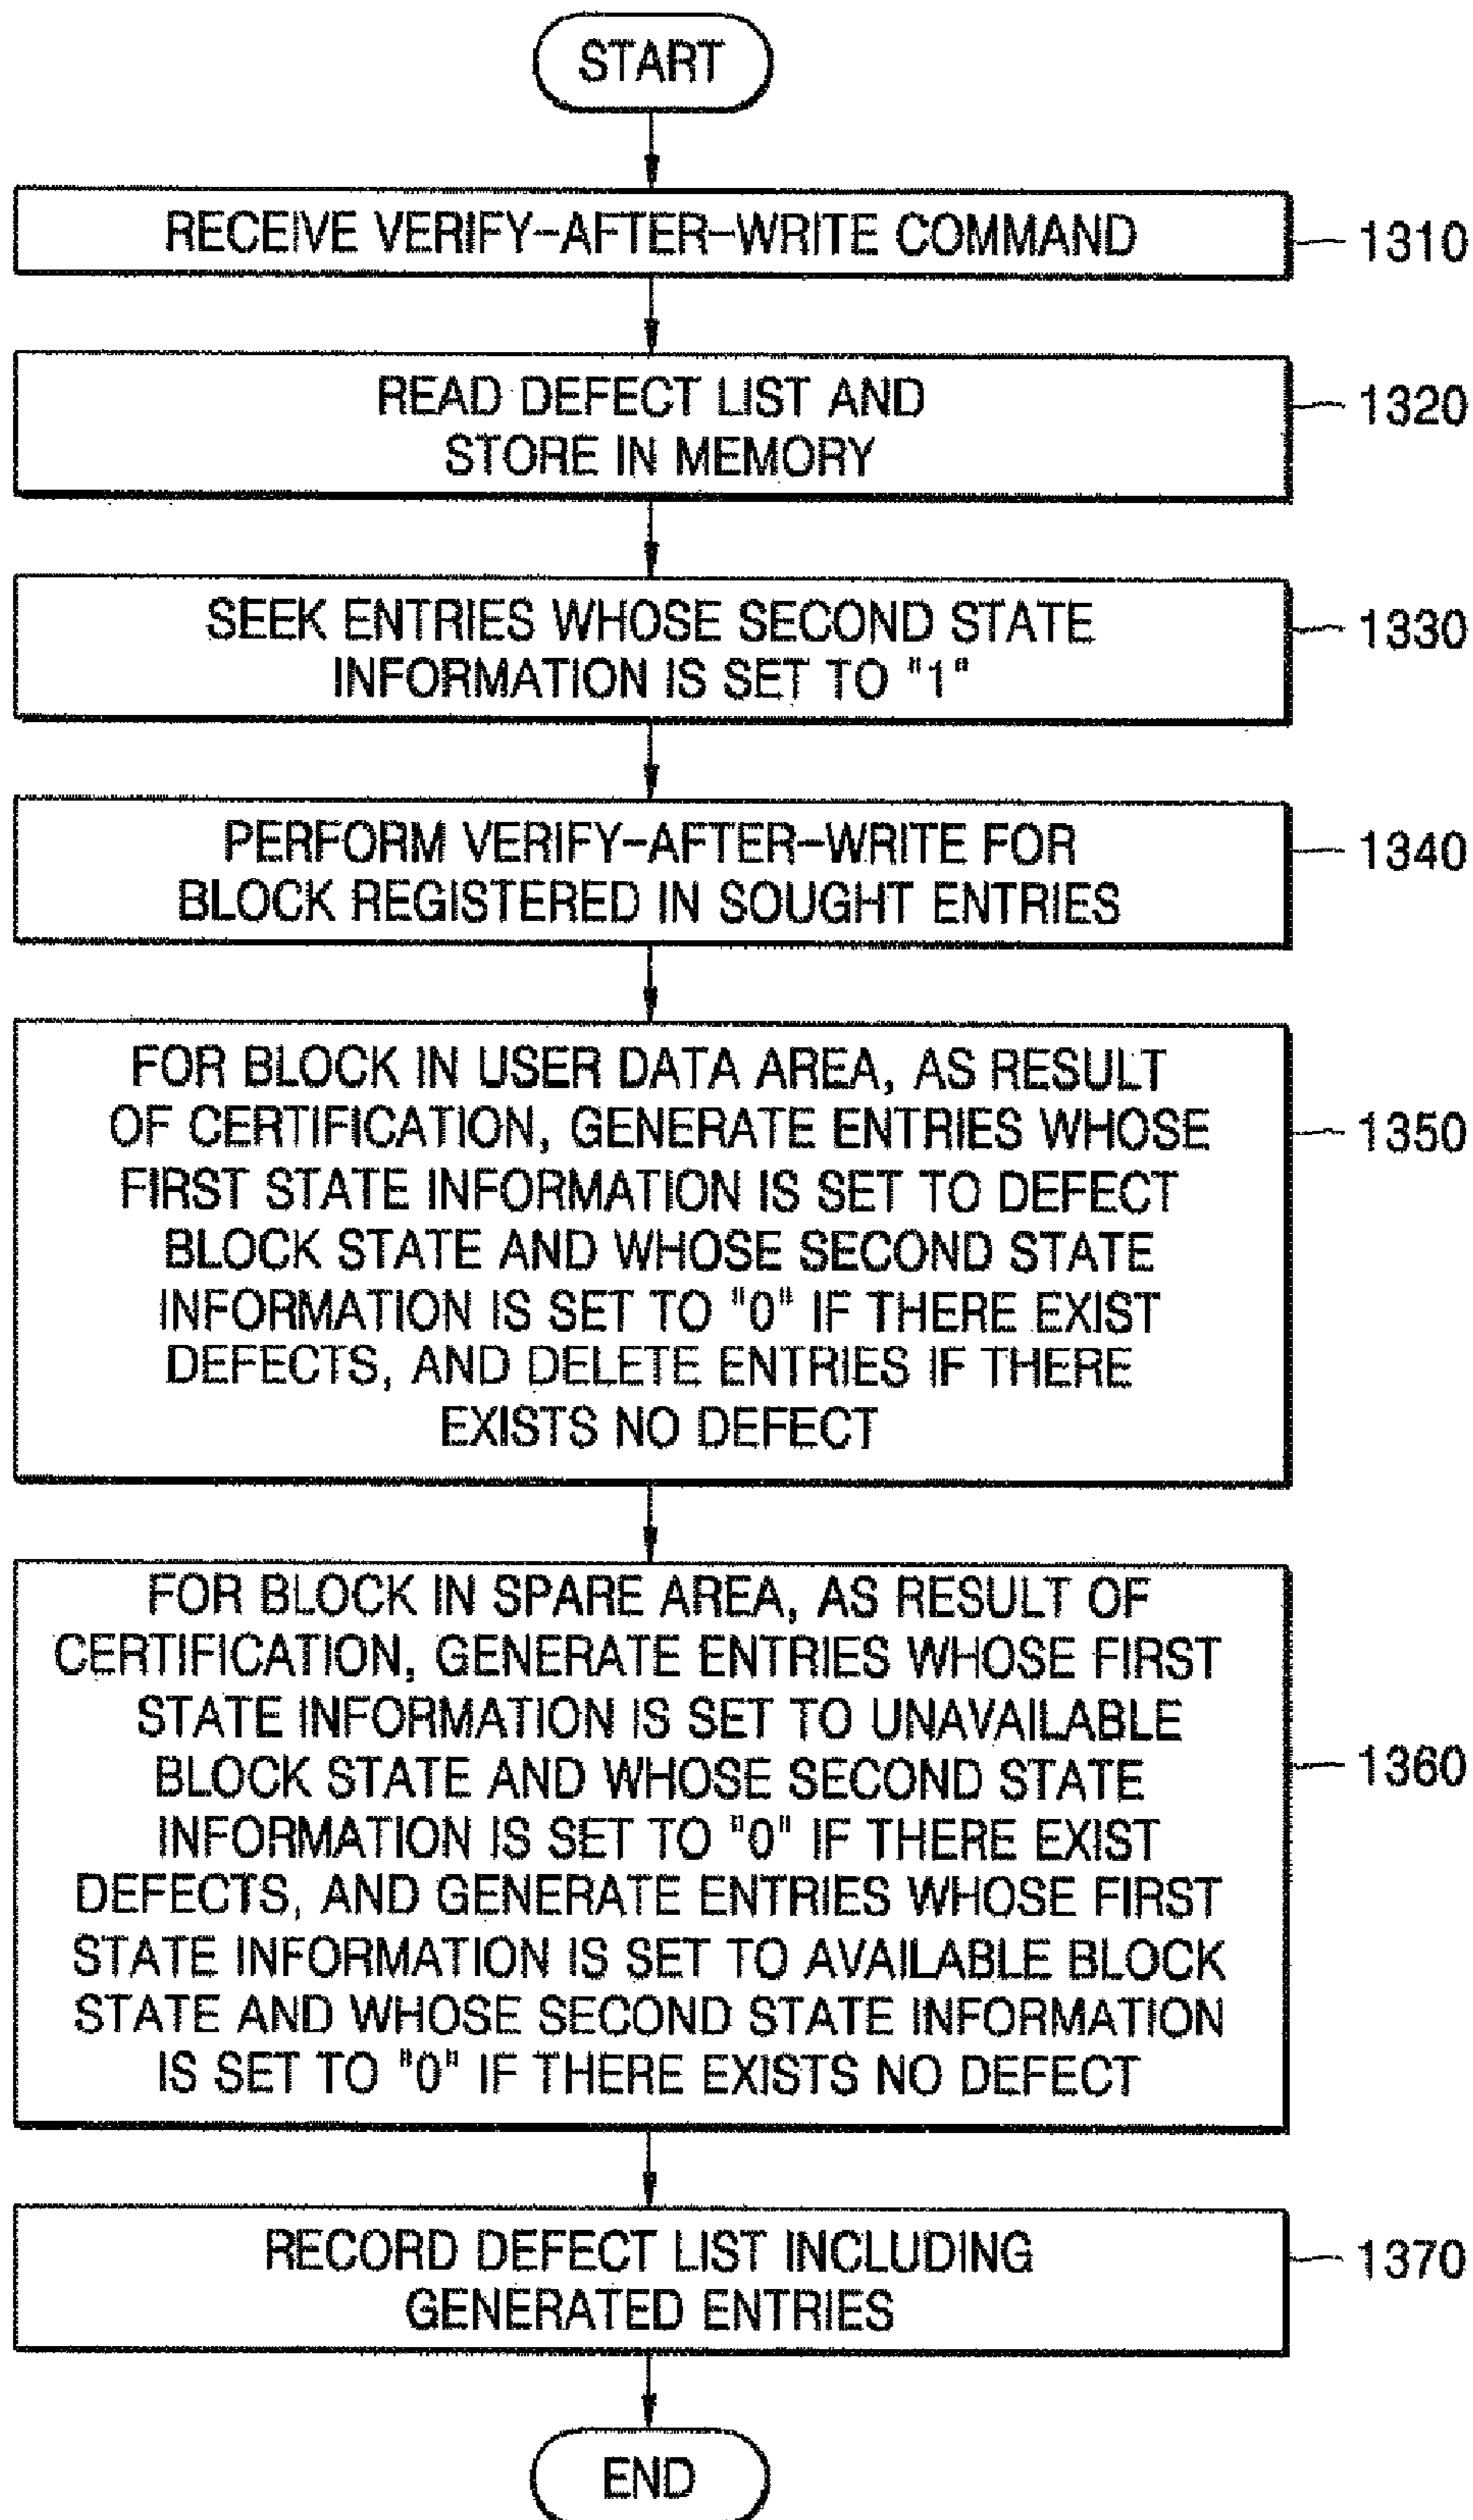 START
RECEIVE VERIFY-AFTER-WRITE COMMAND
1310
READ DEFECT LIST AND
STORE IN MEMORY
1320
SEEK ENTRIES WHOSE SECOND STATE
INFORMATION IS SET TO "1"
1330
PERFORM VERIFY-AFTER-WRITE FOR
BLOCK REGISTERED IN SOUGHT ENTRIES
1340
FOR BLOCK IN USER DATA AREA, AS RESULT
OF CERTIFICATION, GENERATE ENTRIES WHOSE
FIRST STATE INFORMATION IS SET TO DEFECT
BLOCK STATE AND WHOSE SECOND STATE
INFORMATION IS SET TO "0" IF THERE EXIST
DEFECTS, AND DELETE ENTRIES IF THERE
EXISTS NO DEFECT
1350
FOR BLOCK IN SPARE AREA, AS RESULT OF
CERTIFICATION, GENERATE ENTRIES WHOSE FIRST
STATE INFORMATION IS SET TO UNAVAILABLE
BLOCK STATE AND WHOSE SECOND STATE
INFORMATION IS SET TO "0" IF THERE EXIST
DEFECTS, AND GENERATE ENTRIES WHOSE FIRST
STATE INFORMATION IS SET TO AVAILABLE BLOCK
STATE AND WHOSE SECOND STATE INFORMATION
IS SET TO "0" IF THERE EXISTS NO DEFECT
1360
RECORD DEFECT LIST INCLUDING
GENERATED ENTRIES
1370
END